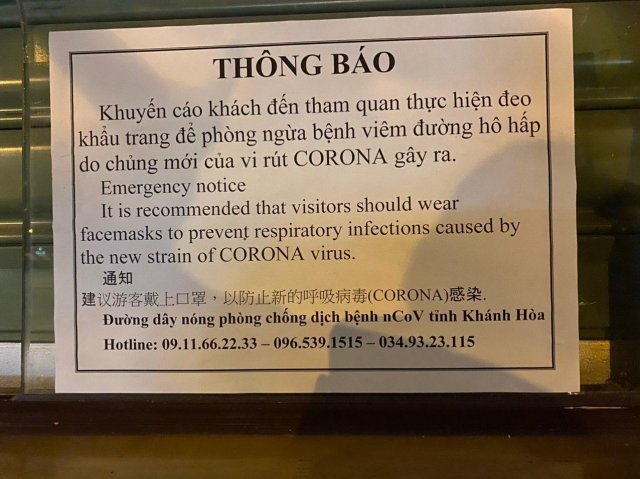 THÔNG BÁO
Khuyến cáo khách đến tham quan thực hiện đeo
khẩu trang để phòng ngừa bệnh viêm đường hô hấp
do chủng mới của vi rút CORONA gây ra.
Emergency notice
It is recommended that visitors should wear
facemasks to prevent respiratory infections caused by
the new strain of CORONA virus.
通知
建议游客戴上口罩，以防止新的呼吸病毒(CORONA)感染.
Đường dây nóng phòng chống dịch bệnh nCoV tỉnh Khánh Hòa
Hotline: 09.11.66.22.33 – 096.539.1515 – 034.93.23.115